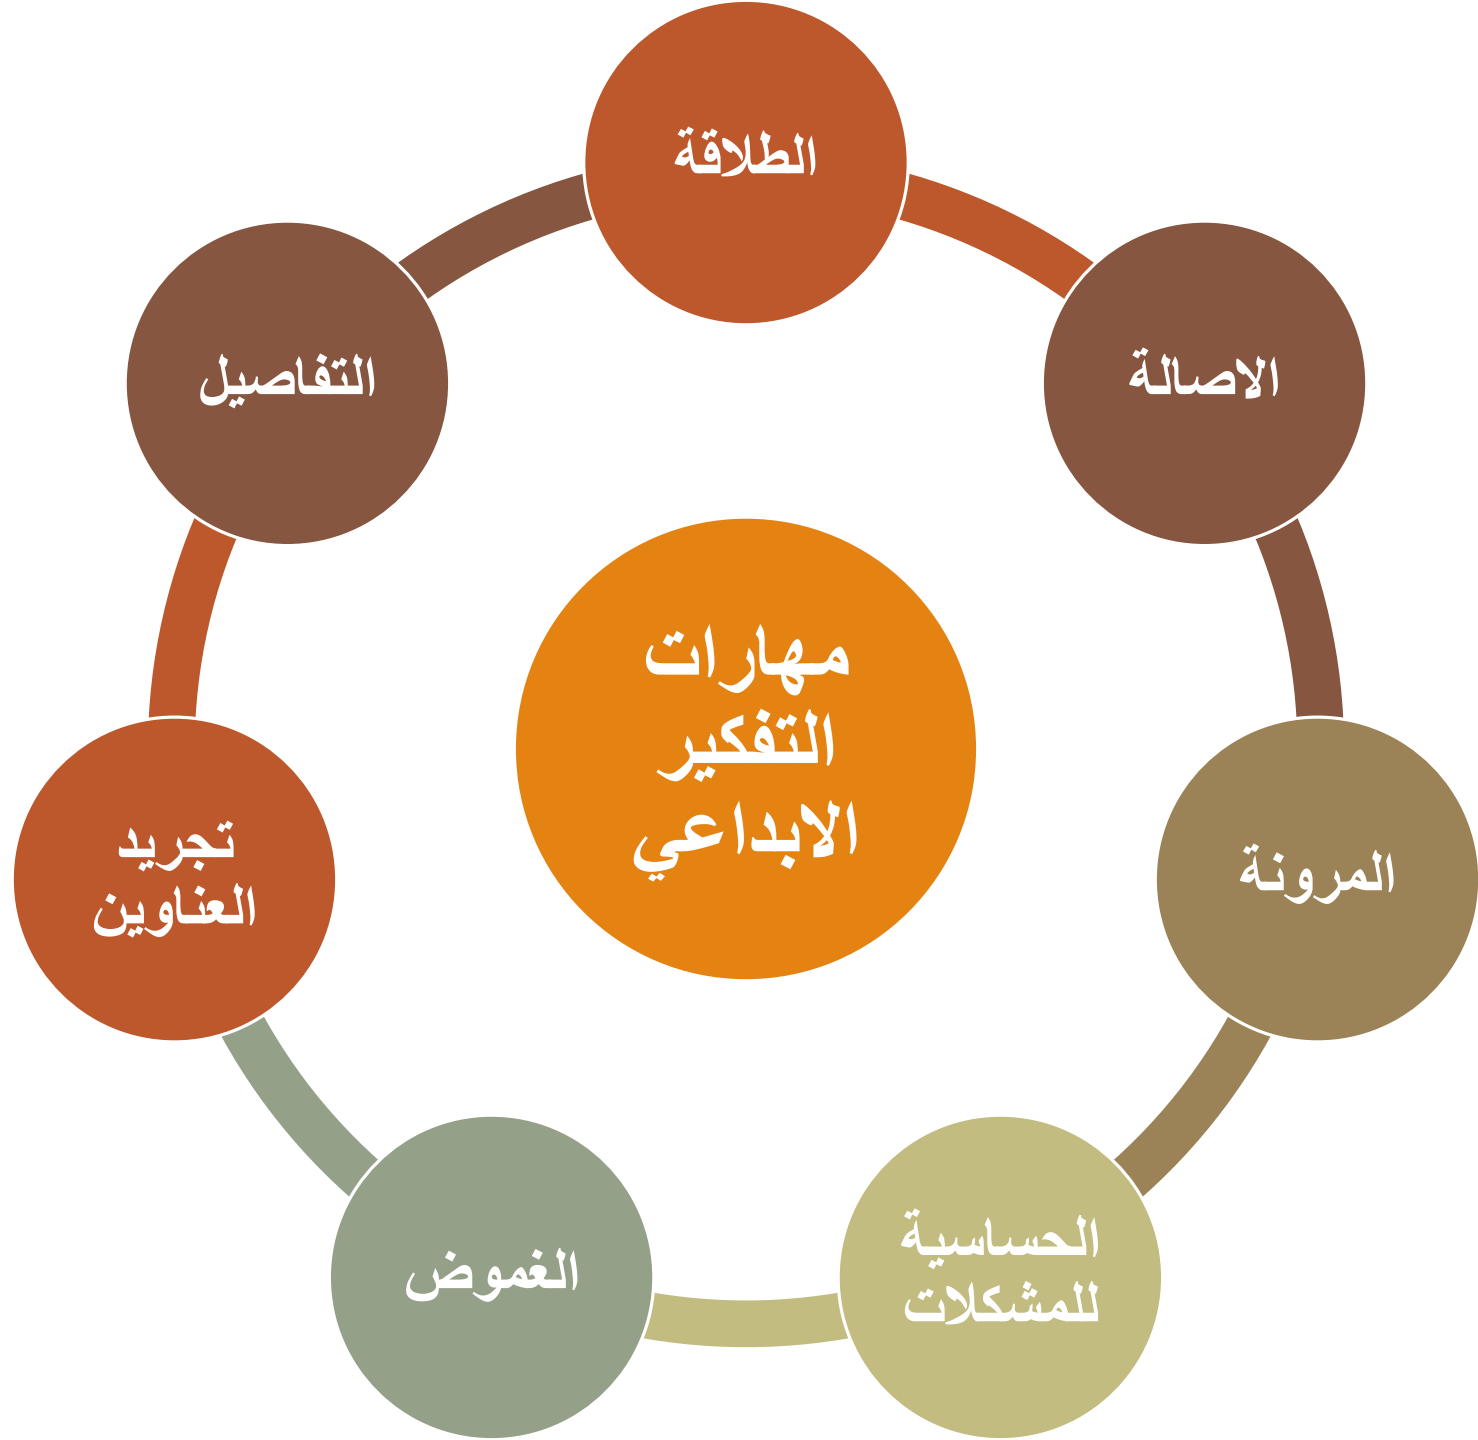 الطلاقة
الاصالة
المرونة
الحساسية
للمشكلات
الغموض
تجريد
العناوين
التفاصيل
مهارات
التفكير
الابداعي